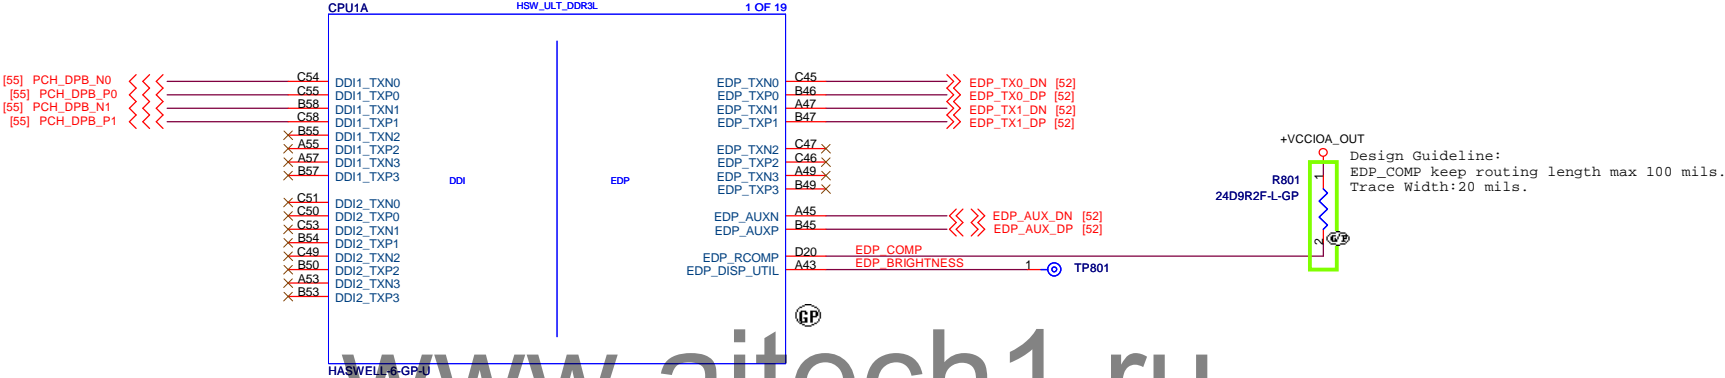 CPU1A HSW_ULT_DDR3L 1 OF 19
[55] PCH_DPB_N0 C54 DDI1_TXN0 EDP_TXN0 C45 EDP_TX0_DN [52]
[55] PCH_DPB_P0 C55 DDI1_TXP0 EDP_TXP0 B46 EDP_TX0_DP [52]
[55] PCH_DPB_N1 B58 DDI1_TXN1 EDP_TXN1 A47 EDP_TX1_DN [52]
[55] PCH_DPB_P1 C58 DDI1_TXP1 EDP_TXP1 B47 EDP_TX1_DP [52]
B55 DDI1_TXN2
A55 DDI1_TXP2 EDP_TXN2 C47
A57 DDI1_TXN3 EDP_TXP2 C46
B57 DDI1_TXP3 EDP_TXN3 A49
EDP_TXP3 B49
DDI EDP
C51 DDI2_TXN0
C50 DDI2_TXP0 EDP_AUXN A45 EDP_AUX_DN [52]
C53 DDI2_TXN1 EDP_AUXP B45 EDP_AUX_DP [52]
B54 DDI2_TXP1
C49 DDI2_TXN2 EDP_RCOMP D20 EDP_COMP
B50 DDI2_TXP2 EDP_DISP_UTIL A43 EDP_BRIGHTNESS 1 TP801
A53 DDI2_TXN3
B53 DDI2_TXP3
+VCCIOA_OUT
R801
24D9R2F-L-GP
1
2
Design Guideline:
EDP_COMP keep routing length max 100 mils.
Trace Width:20 mils.
GP
HASWELL-6-GP-U
www.aitech1.ru